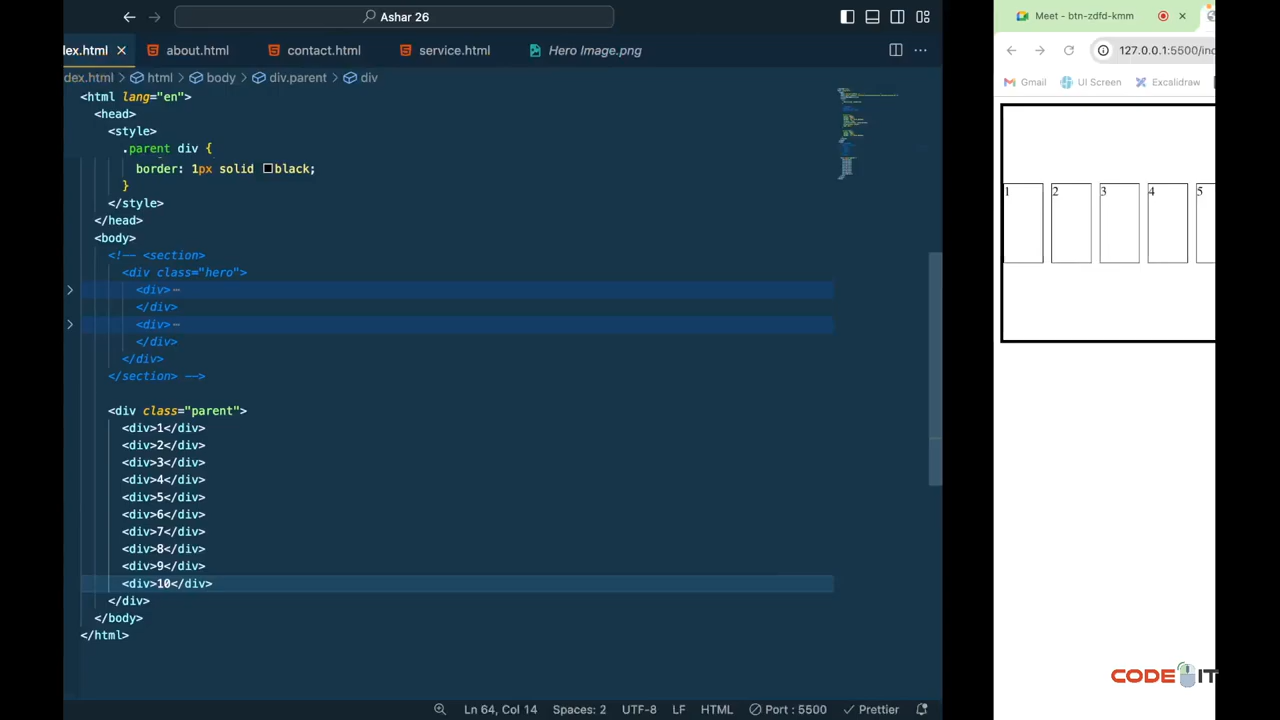 Ashar 26
dex.html
about.html
contact.html
service.html
Hero Image.png
dex.html > html > body > div.parent > div
<html lang="en">
<head>
<style>
.parent div {
border: 1px solid black;
}
</style>
</head>
<body>
<!-- <section>
<div class="hero">
<div>⋯
</div>
<div>⋯
</div>
</div>
</section> -->
<div class="parent">
<div>1</div>
<div>2</div>
<div>3</div>
<div>4</div>
<div>5</div>
<div>6</div>
<div>7</div>
<div>8</div>
<div>9</div>
<div>10</div>
</div>
</body>
</html>
Ln 64, Col 14
Spaces: 2
UTF-8
LF
HTML
Port : 5500
Prettier
Meet - btn-zdfd-kmm
127.0.0.1:5500/in
Gmail
UI Screen
Excalidraw
1
2
3
4
5
CODE IT